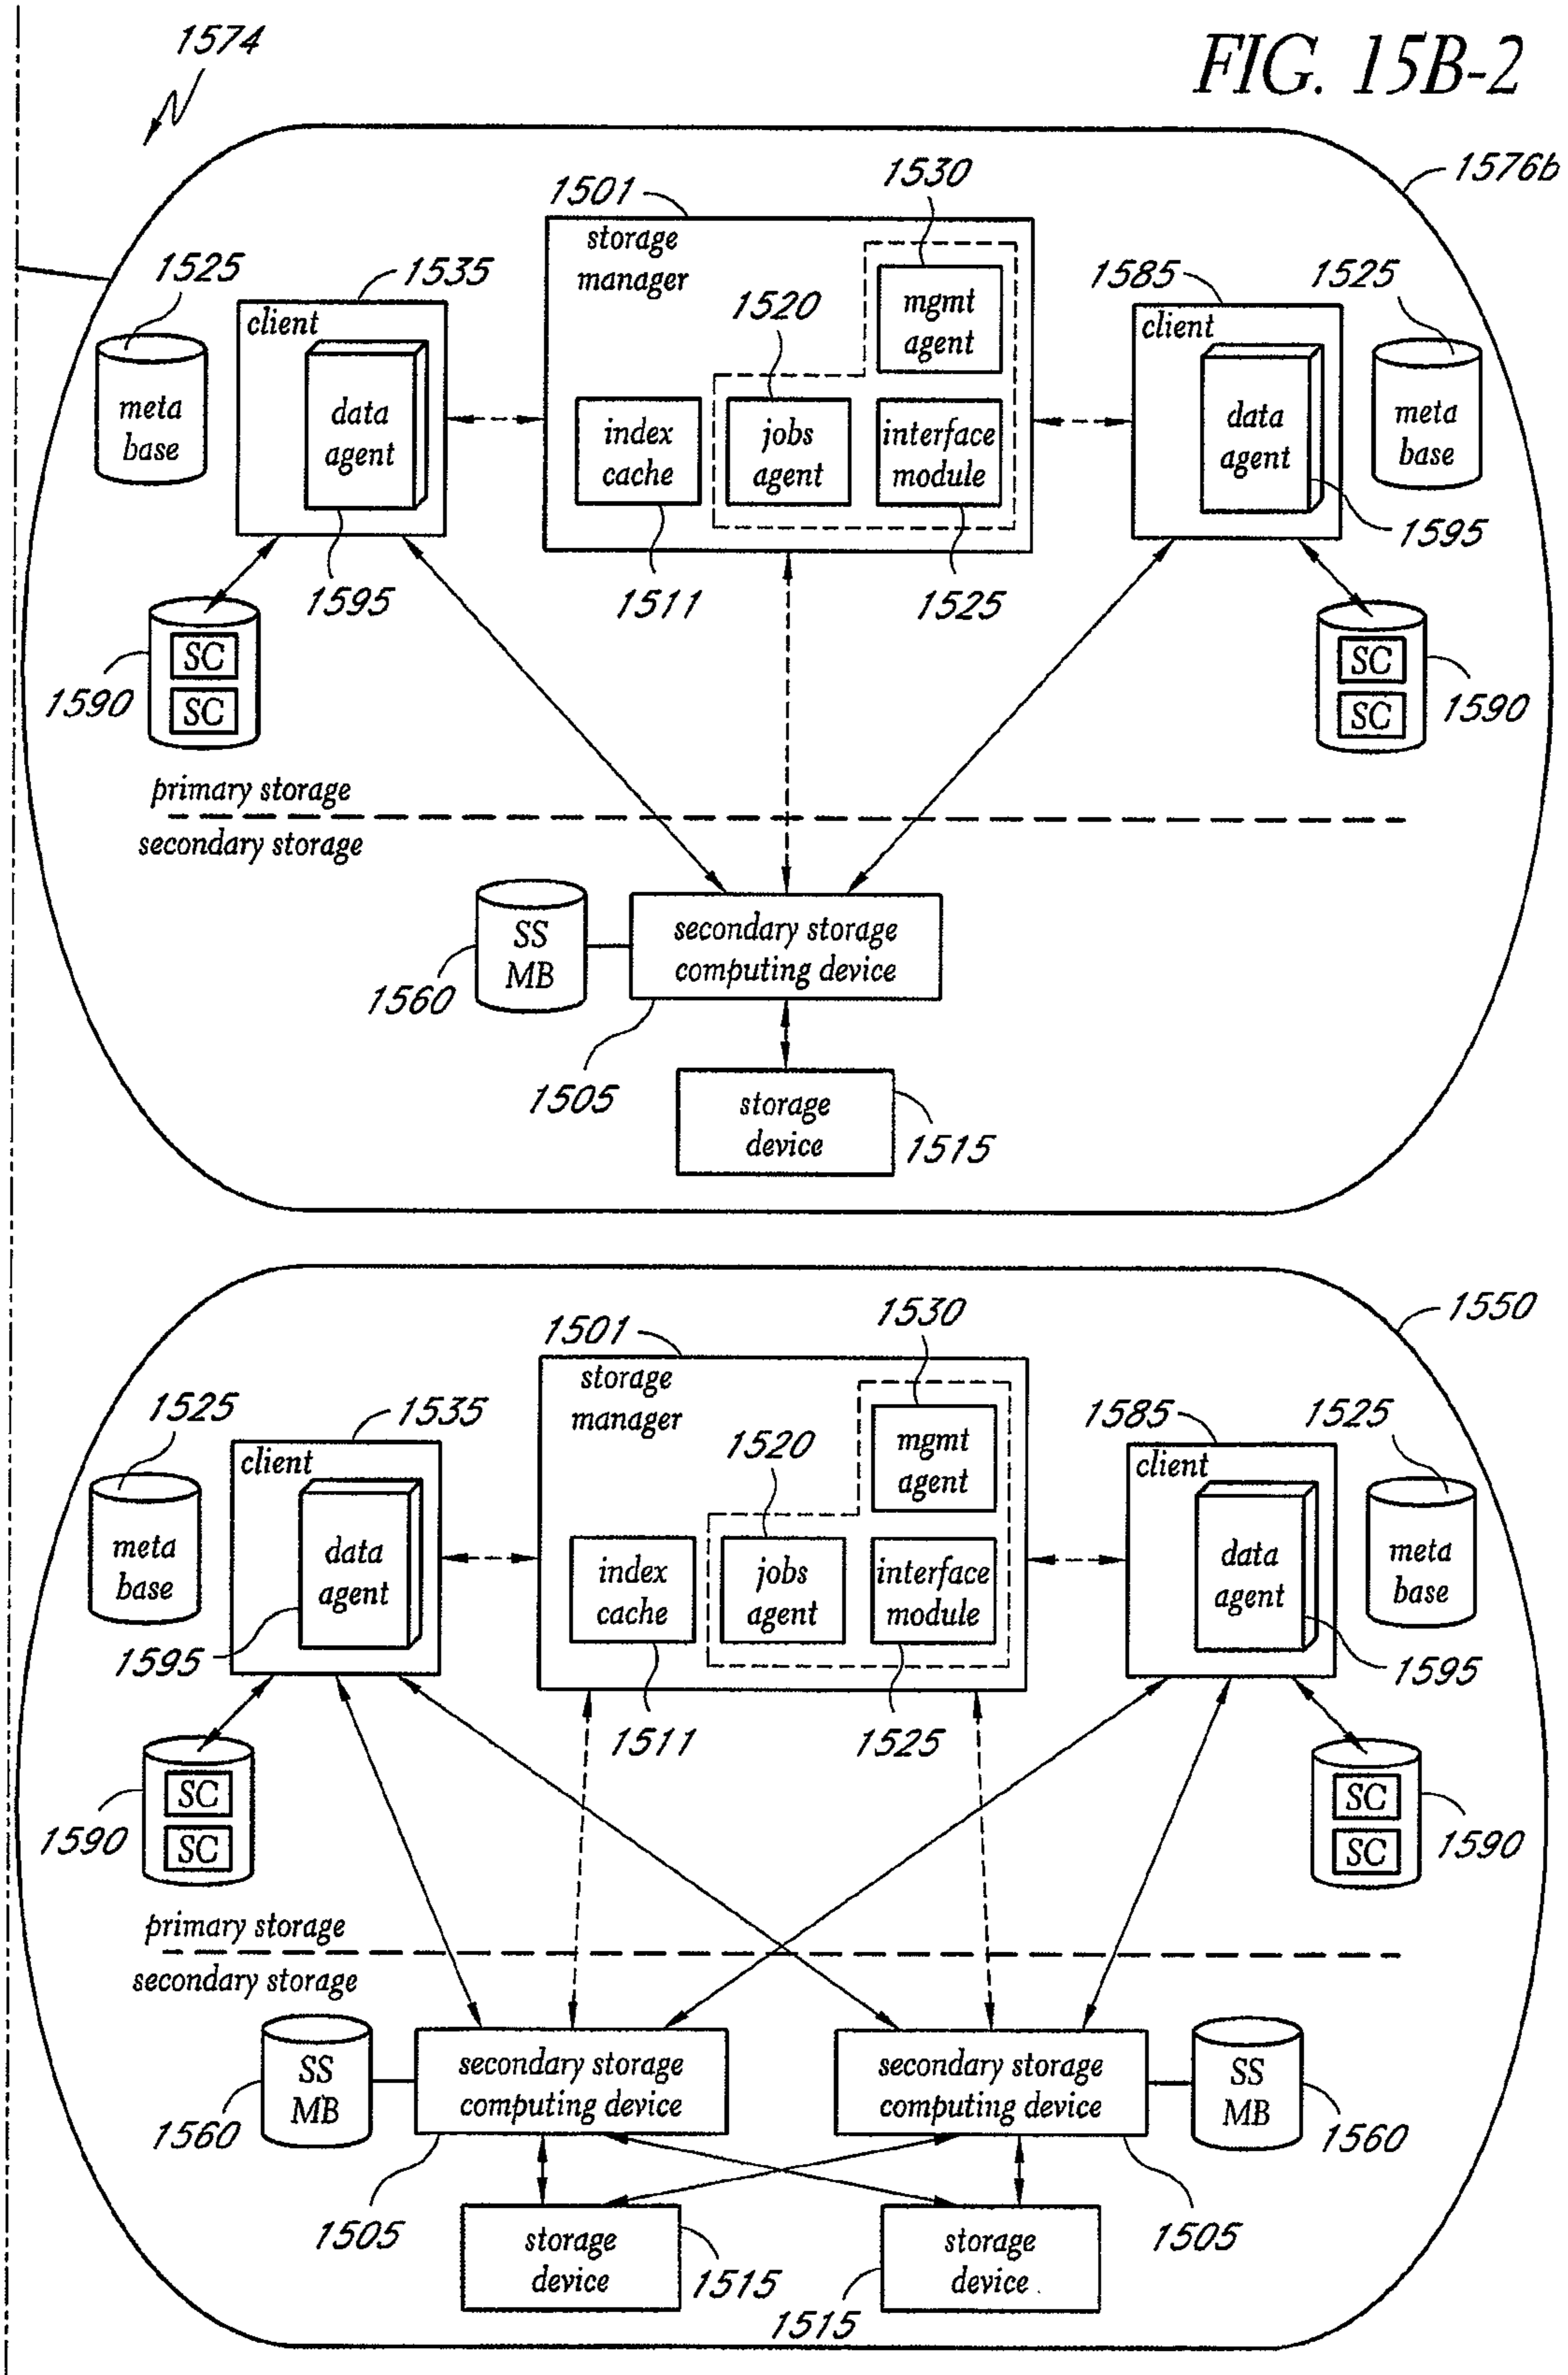 1574
FIG. 15B-2
1576b
1530
1501
storage
manager
1525
1535
1585
1525
client
1520
mgmt
agent
client
meta
base
data
agent
index
cache
jobs
agent
interface
module
data
agent
meta
base
1595
1595
1511
1525
SC
SC
1590
SC
SC
1590
primary storage
secondary storage
SS
MB
secondary storage
computing device
1560
1505
storage
device
1515
1550
1530
1501
storage
manager
1525
1535
1585
1525
client
1520
mgmt
agent
client
meta
base
data
agent
index
cache
jobs
agent
interface
module
data
agent
meta
base
1595
1595
1511
1525
SC
SC
1590
SC
SC
1590
primary storage
secondary storage
SS
MB
secondary storage
computing device
secondary storage
computing device
SS
MB
1560
1560
1505
storage
device
1515
storage
device
1505
1515